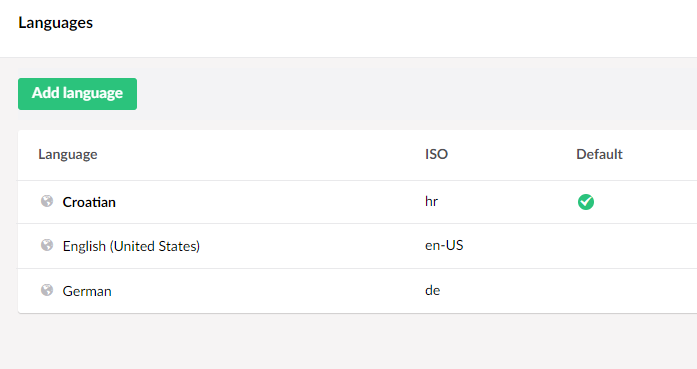 Languages
Add language
Language ISO Default
Croatian hr
English (United States) en-US
German de